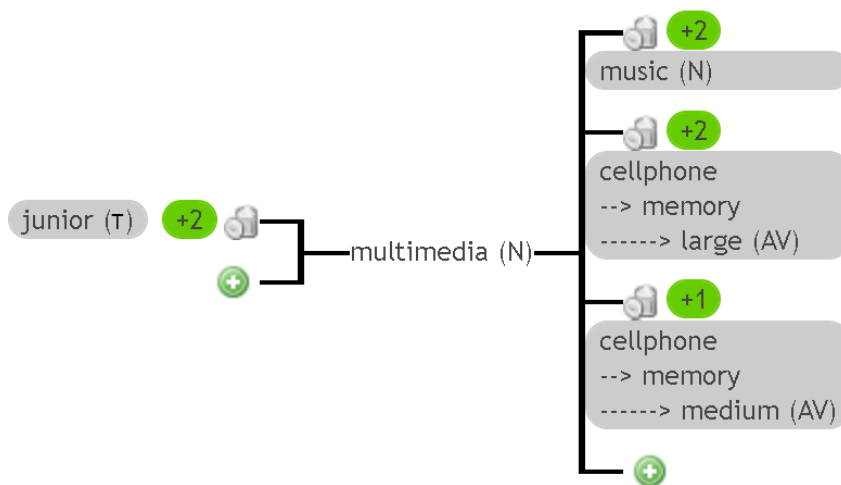 +2
music (N)
+2
cellphone
--> memory
------> large (AV)
junior (T) +2
multimedia (N)
+1
cellphone
--> memory
------> medium (AV)